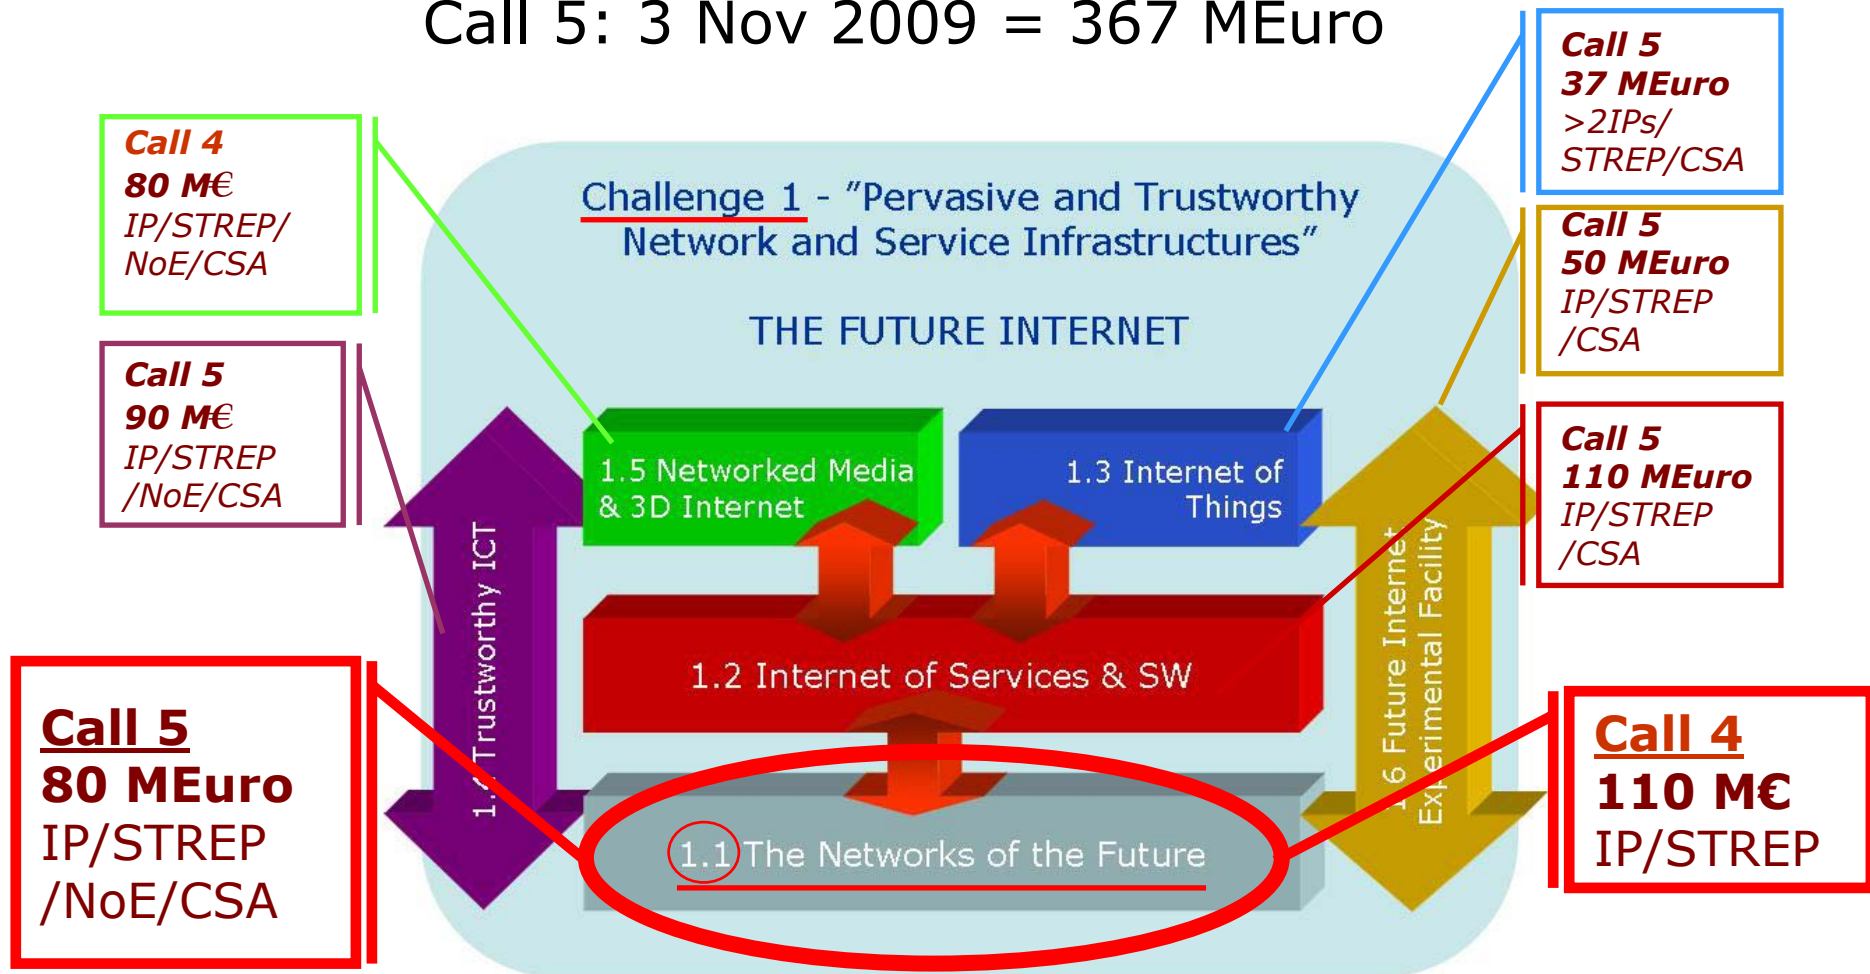 Call 5: 3 Nov 2009 = 367 MEuro
Call 4
80 M€
IP/STREP/
NoE/CSA
Call 5
90 M€
IP/STREP
/NoE/CSA
Call 5
80 MEuro
IP/STREP
/NoE/CSA
Challenge 1 - "Pervasive and Trustworthy
Network and Service Infrastructures"
THE FUTURE INTERNET
1.5 Networked Media
& 3D Internet
1.3 Internet of
Things
1.4 Trustworthy ICT
1.2 Internet of Services & SW
1.6 Future Internet
Experimental Facility
1.1 The Networks of the Future
Call 5
37 MEuro
>2IPs/
STREP/CSA
Call 5
50 MEuro
IP/STREP
/CSA
Call 5
110 MEuro
IP/STREP
/CSA
Call 4
110 M€
IP/STREP